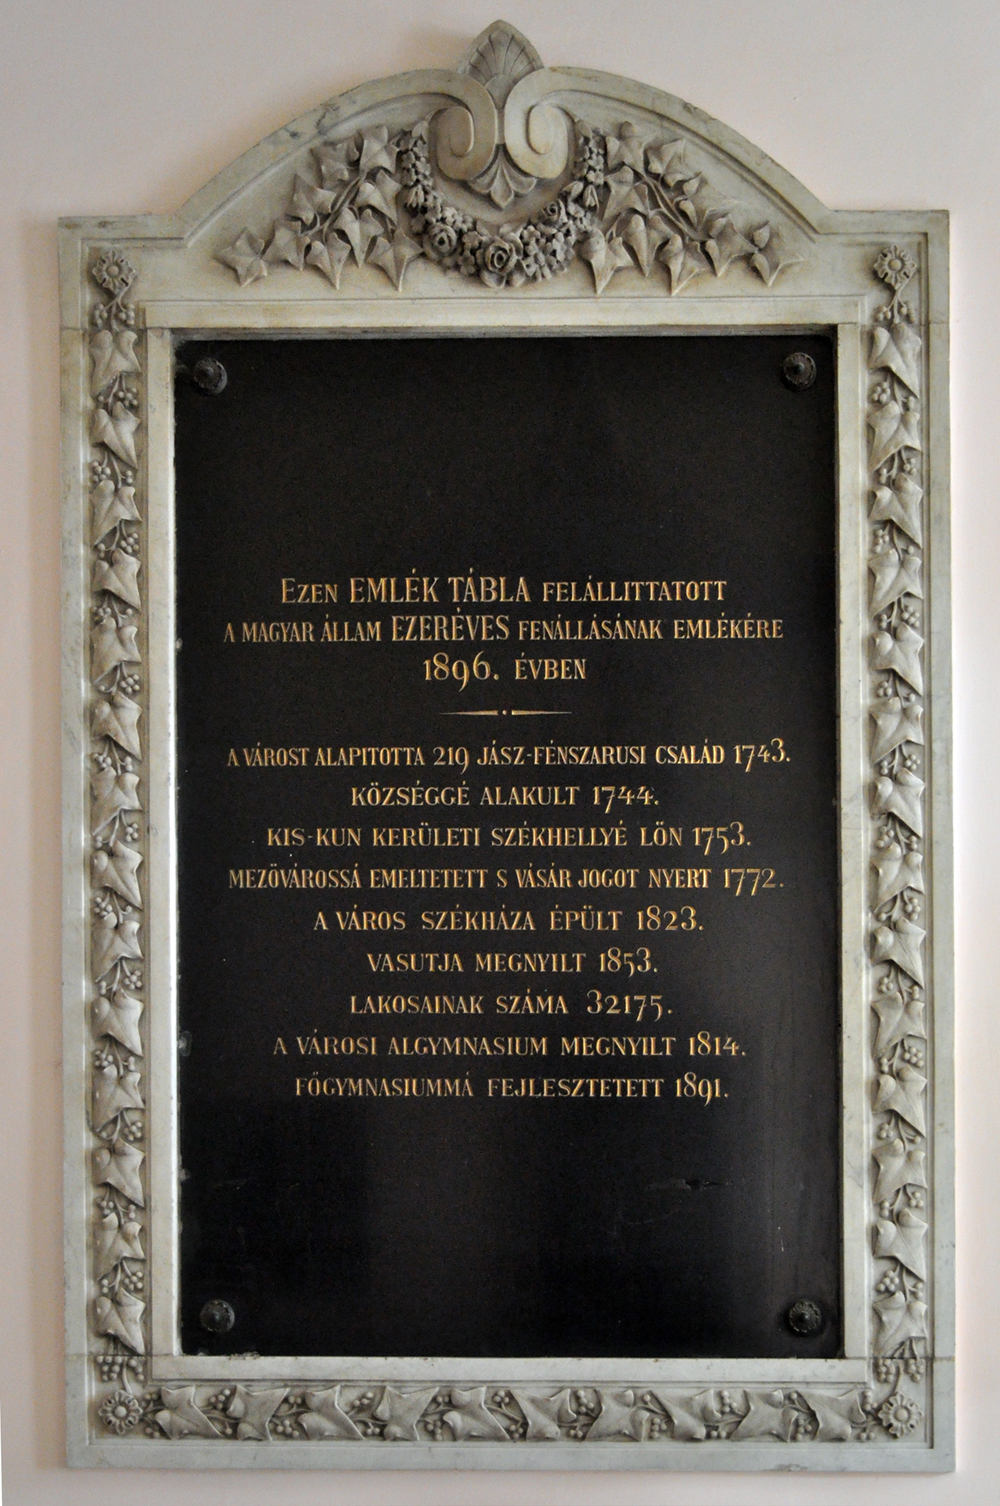 EZEN EMLÉK TÁBLA FELÁLLITTATOTT
A MAGYAR ÁLLAM EZERÉVES FENÁLLÁSÁNAK EMLÉKÉRE
1896. ÉVBEN
A VÁROST ALAPITOTTA 219 JÁSZ-FÉNSZARUSI CSALÁD 1743.
KÖZSÉGGÉ ALAKULT 1744.
KIS-KUN KERÜLETI SZÉKHELLYÉ LŐN 1753.
MEZÖVÁROSSÁ EMELTETETT S VÁSÁR JOGOT NYERT 1772.
A VÁROS SZÉKHÁZA ÉPÜLT 1823.
VASUTJA MEGNYILT 1853.
LAKOSAINAK SZÁMA 32175.
A VÁROSI ALGYMNASIUM MEGNYILT 1814.
FŐGYMNASIUMMÁ FEJLESZTETETT 1891.